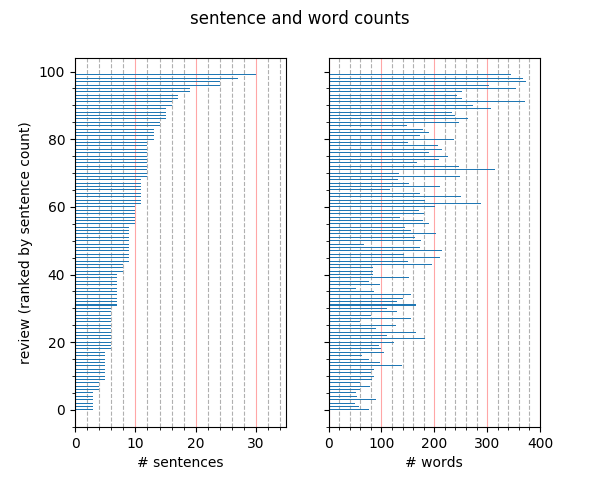 sentence and word counts
review (ranked by sentence count)
100
80
60
40
20
0
0 10 20 30
# sentences
0 100 200 300 400
# words